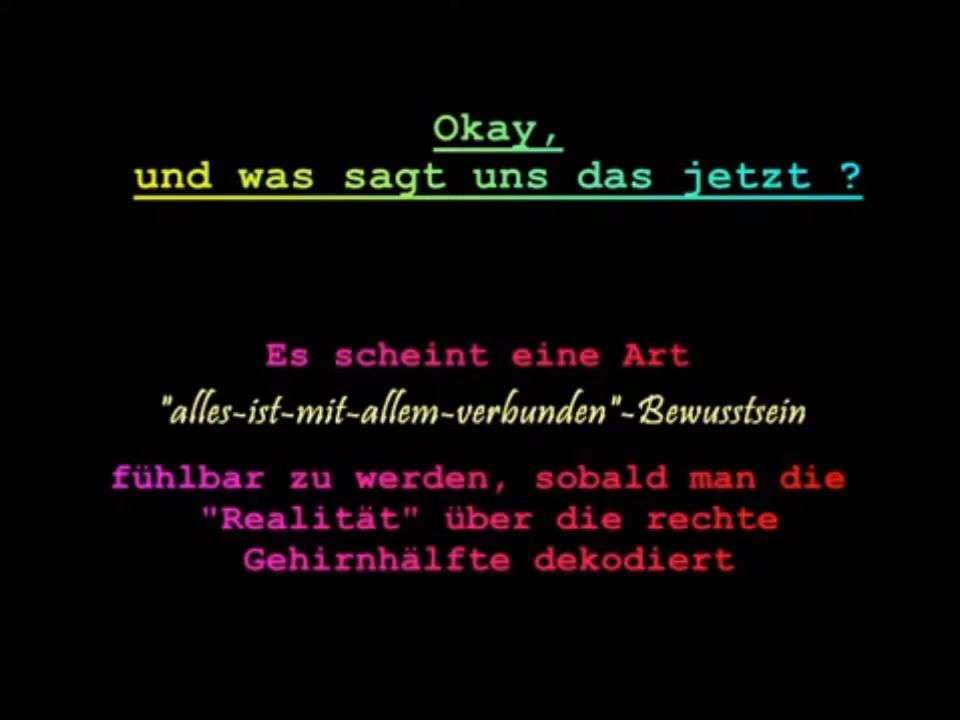 Okay,
und was sagt uns das jetzt ?
Es scheint eine Art
"alles-ist-mit-allem-verbunden"-Bewusstsein
fühlbar zu werden, sobald man die
"Realität" über die rechte
Gehirnhälfte dekodiert